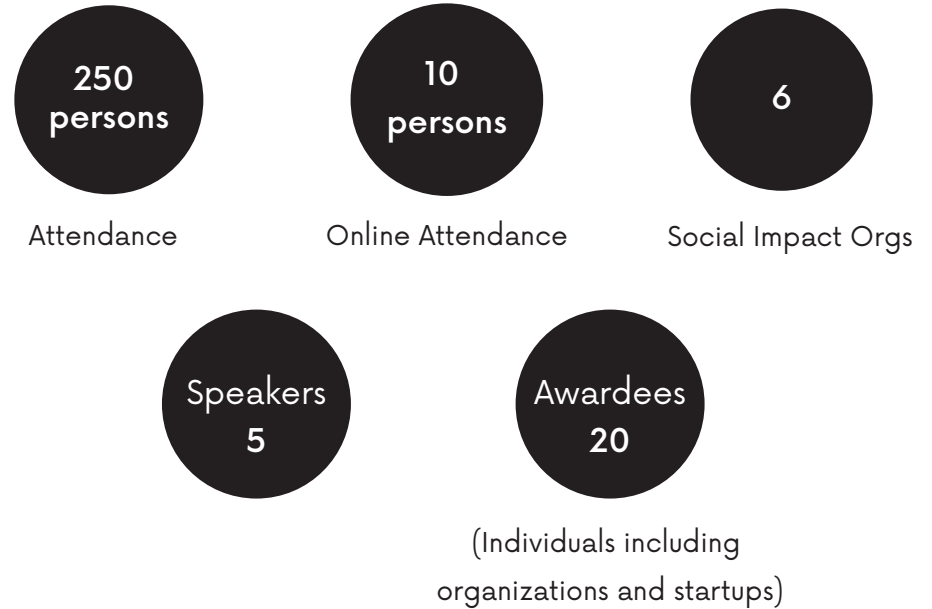 250
persons
Attendance
10
persons
Online Attendance
6
Social Impact Orgs
Speakers
5
Awardees
20
(Individuals including
organizations and startups)